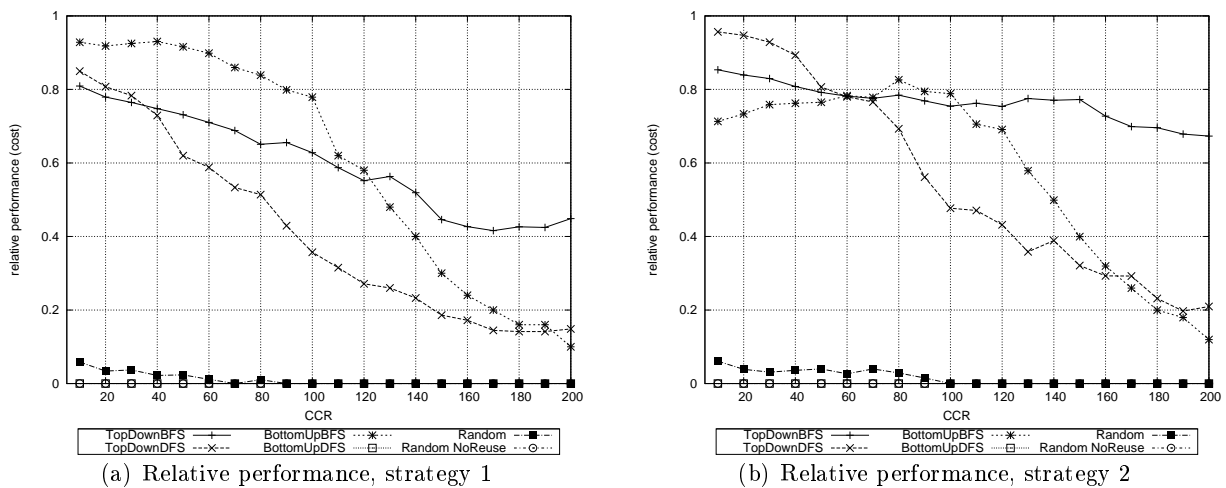 1
0.8
0.6
0.4
0.2
0
relative performance (cost)
20 40 60 80 100 120 140 160 180 200
CCR
TopDownBFS BottomUpBFS Random
TopDownDFS BottomUpDFS Random NoReuse
(a) Relative performance, strategy 1
1
0.8
0.6
0.4
0.2
0
relative performance (cost)
20 40 60 80 100 120 140 160 180 200
CCR
TopDownBFS BottomUpBFS Random
TopDownDFS BottomUpDFS Random NoReuse
(b) Relative performance, strategy 2